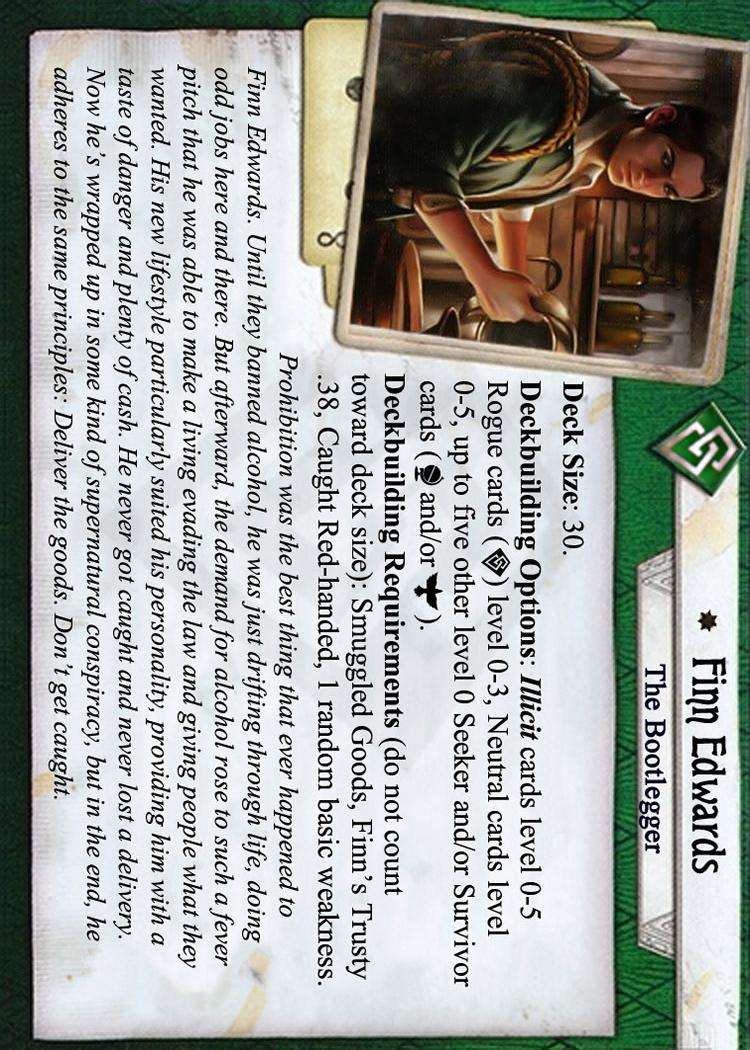 Finn Edwards
The Bootlegger
Deck Size: 30.
Deckbuilding Options: Illicit cards level 0-5
Rogue cards ( ) level 0-3, Neutral cards level
0-5, up to five other level 0 Seeker and/or Survivor
cards ( and/or ).
Deckbuilding Requirements (do not count
toward deck size): Smuggled Goods, Finn's Trusty
.38, Caught Red-handed, 1 random basic weakness.
Prohibition was the best thing that ever happened to
Finn Edwards. Until they banned alcohol, he was just drifting through life, doing
odd jobs here and there. But afterward, the demand for alcohol rose to such a fever
pitch that he was able to make a living evading the law and giving people what they
wanted. His new lifestyle particularly suited his personality, providing him with a
taste of danger and plenty of cash. He never got caught and never lost a delivery.
Now he's wrapped up in some kind of supernatural conspiracy, but in the end, he
adheres to the same principles: Deliver the goods. Don't get caught.